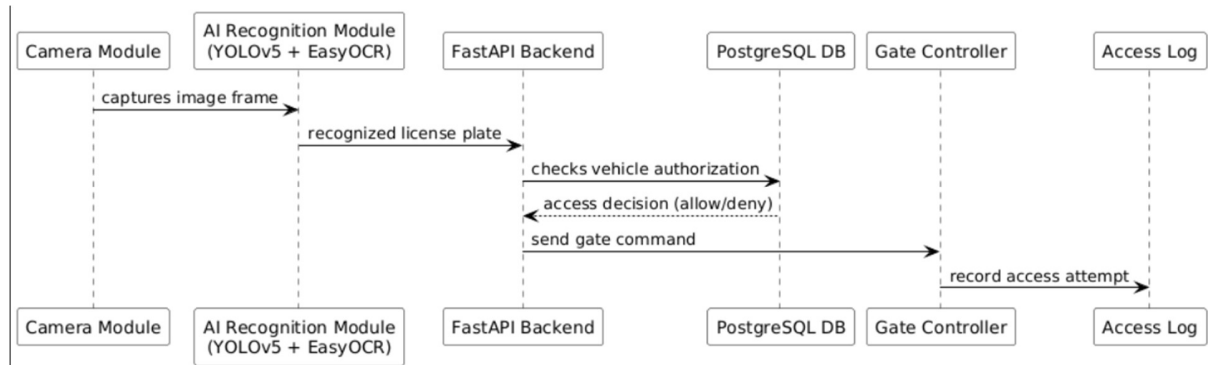 Camera Module
AI Recognition Module
(YOLOv5 + EasyOCR)
FastAPI Backend
PostgreSQL DB
Gate Controller
Access Log
captures image frame
recognized license plate
checks vehicle authorization
access decision (allow/deny)
send gate command
record access attempt
Camera Module
AI Recognition Module
(YOLOv5 + EasyOCR)
FastAPI Backend
PostgreSQL DB
Gate Controller
Access Log